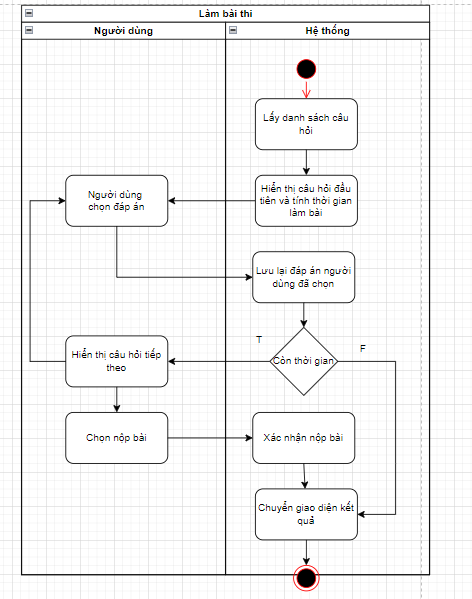 Làm bài thi
Người dùng
Hệ thống
Lấy danh sách câu
hỏi
Hiển thị câu hỏi đầu
tiên và tính thời gian
làm bài
Người dùng
chọn đáp án
Lưu lại đáp án người
dùng đã chọn
Còn thời gian
T
F
Hiển thị câu hỏi tiếp
theo
Chọn nộp bài
Xác nhận nộp bài
Chuyển giao diện kết
quả